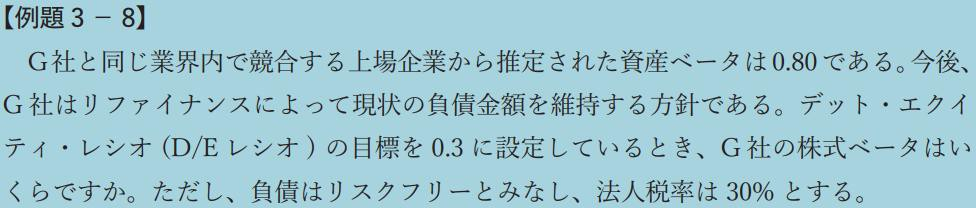 【例題 3 － 8】
G社と同じ業界内で競合する上場企業から推定された資産ベータは0.80である。今後、
G社はリファイナンスによって現状の負債金額を維持する方針である。デット・エクイ
ティ・レシオ（D/Eレシオ）の目標を0.3に設定しているとき、G社の株式ベータはい
くらですか。ただし、負債はリスクフリーとみなし、法人税率は30%とする。